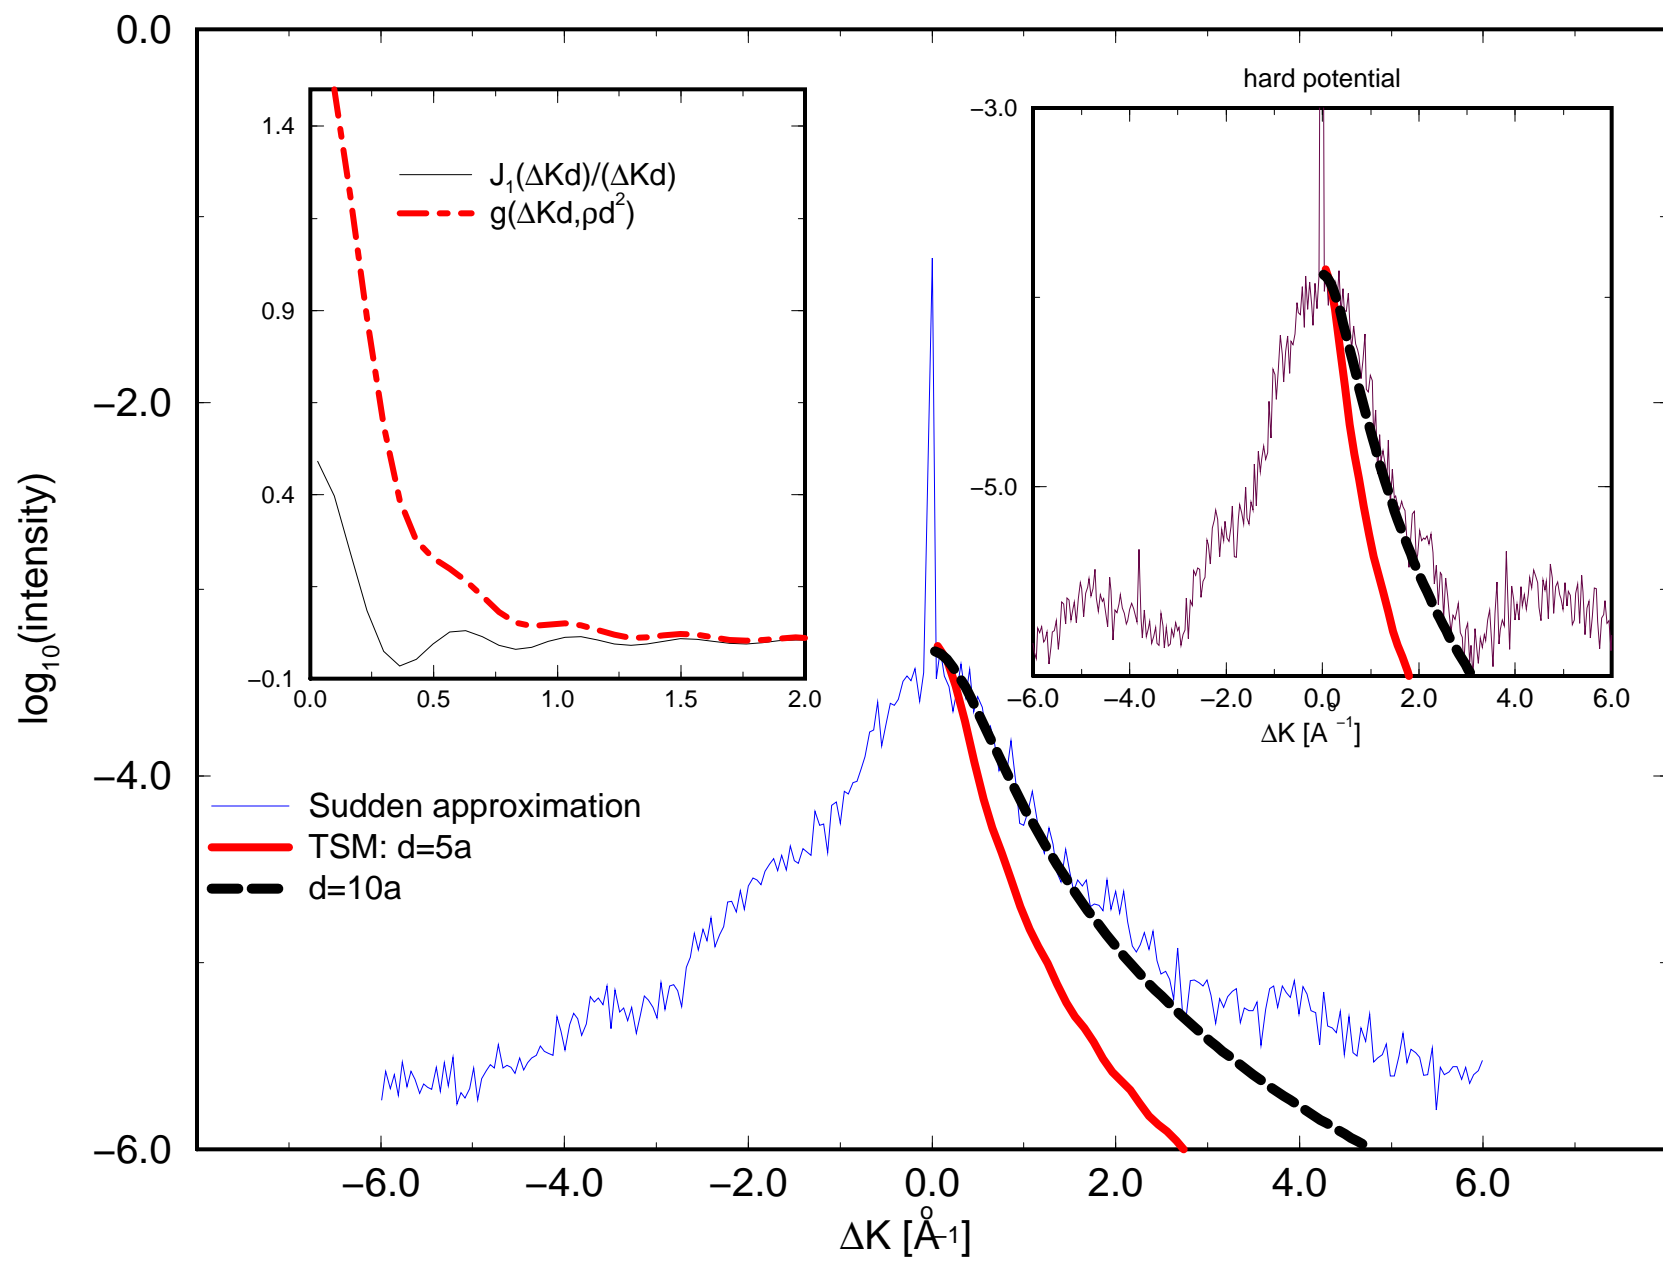 0.0
−2.0
−4.0
−6.0
log10(intensity)
−6.0 −4.0 −2.0 0.0 2.0 4.0 6.0
ΔK [Å−1]
Sudden approximation
TSM: d=5a
d=10a
1.4
0.9
0.4
−0.1
0.0 0.5 1.0 1.5 2.0
J1(ΔKd)/(ΔKd)
g(ΔKd,ρd²)
hard potential
−3.0
−5.0
−6.0 −4.0 −2.0 0.0 2.0 4.0 6.0
ΔK [Å −1]